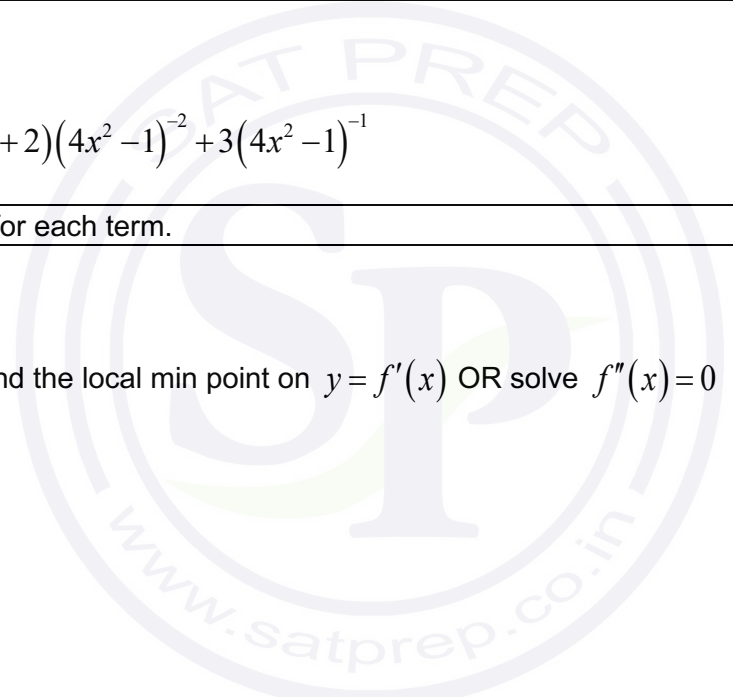 +2)(4x² −1)⁻² +3(4x² −1)⁻¹
or each term.
nd the local min point on y = f′(x) OR solve f″(x) = 0
SAT PREP
SP
www.satprep.co.in